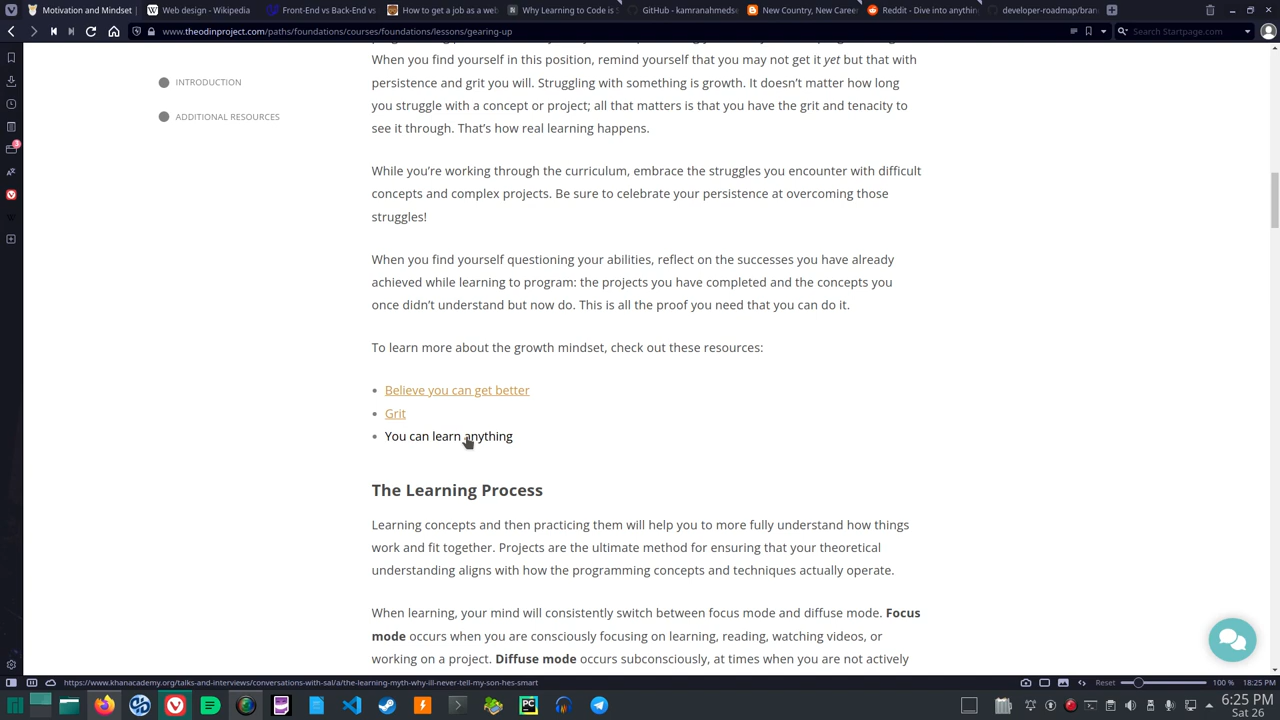 Motivation and Mindset
Web design - Wikipedia
Front-End vs Back-End vs
How to get a job as a web
Why Learning to Code is
GitHub - kamranahmedse
New Country, New Career
Reddit - Dive into anythin
developer-roadmap/bran
www.theodinproject.com/paths/foundations/courses/foundations/lessons/gearing-up
Search Startpage.com
INTRODUCTION
ADDITIONAL RESOURCES
When you find yourself in this position, remind yourself that you may not get it yet but that with
persistence and grit you will. Struggling with something is growth. It doesn’t matter how long
you struggle with a concept or project; all that matters is that you have the grit and tenacity to
see it through. That’s how real learning happens.
While you’re working through the curriculum, embrace the struggles you encounter with difficult
concepts and complex projects. Be sure to celebrate your persistence at overcoming those
struggles!
When you find yourself questioning your abilities, reflect on the successes you have already
achieved while learning to program: the projects you have completed and the concepts you
once didn’t understand but now do. This is all the proof you need that you can do it.
To learn more about the growth mindset, check out these resources:
Believe you can get better
Grit
You can learn anything
The Learning Process
Learning concepts and then practicing them will help you to more fully understand how things
work and fit together. Projects are the ultimate method for ensuring that your theoretical
understanding aligns with how the programming concepts and techniques actually operate.
When learning, your mind will consistently switch between focus mode and diffuse mode. Focus
mode occurs when you are consciously focusing on learning, reading, watching videos, or
working on a project. Diffuse mode occurs subconsciously, at times when you are not actively
https://www.khanacademy.org/talks-and-interviews/conversations-with-sal/a/the-learning-myth-why-ill-never-tell-my-son-hes-smart
Reset
100 %
18:25 PM
6:25 PM
Sat 26